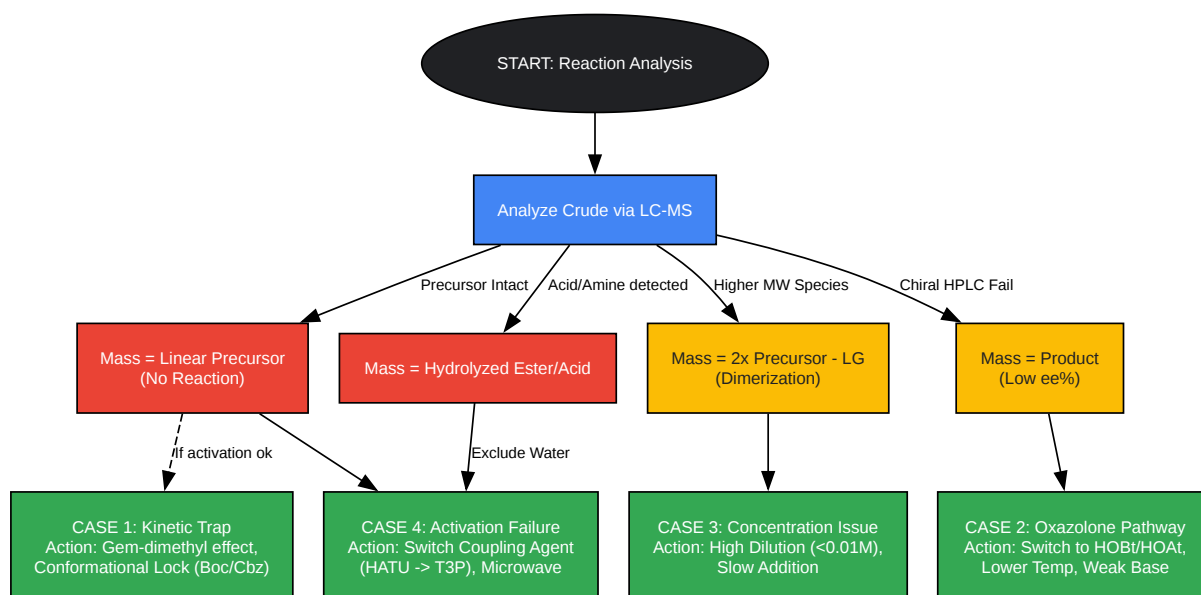 START: Reaction Analysis
Analyze Crude via LC-MS
Precursor Intact
Acid/Amine detected
Higher MW Species
Chiral HPLC Fail
Mass = Linear Precursor
(No Reaction)
Mass = Hydrolyzed Ester/Acid
Mass = 2x Precursor - LG
(Dimerization)
Mass = Product
(Low ee%)
If activation ok
Exclude Water
CASE 1: Kinetic Trap
Action: Gem-dimethyl effect,
Conformational Lock (Boc/Cbz)
CASE 4: Activation Failure
Action: Switch Coupling Agent
(HATU -> T3P), Microwave
CASE 3: Concentration Issue
Action: High Dilution (<0.01M),
Slow Addition
CASE 2: Oxazolone Pathway
Action: Switch to HOBt/HOAt,
Lower Temp, Weak Base